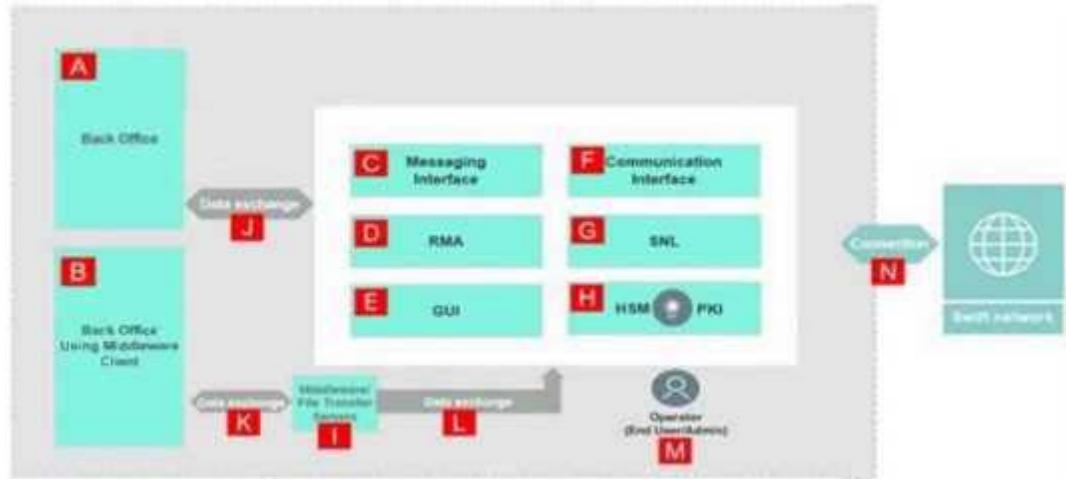 A
Back Office
C
Messaging
Interface
F
Communication
Interface
Data exchange
J
D
RMA
G
SNL
Connection
N
B
E
GUI
H
HSM PKI
Swift network
Back Office
Using Middleware
Client
Data exchange
K
Middleware/
File Transfer
Servers
I
Data exchange
L
Operator
(End User/Admin)
M